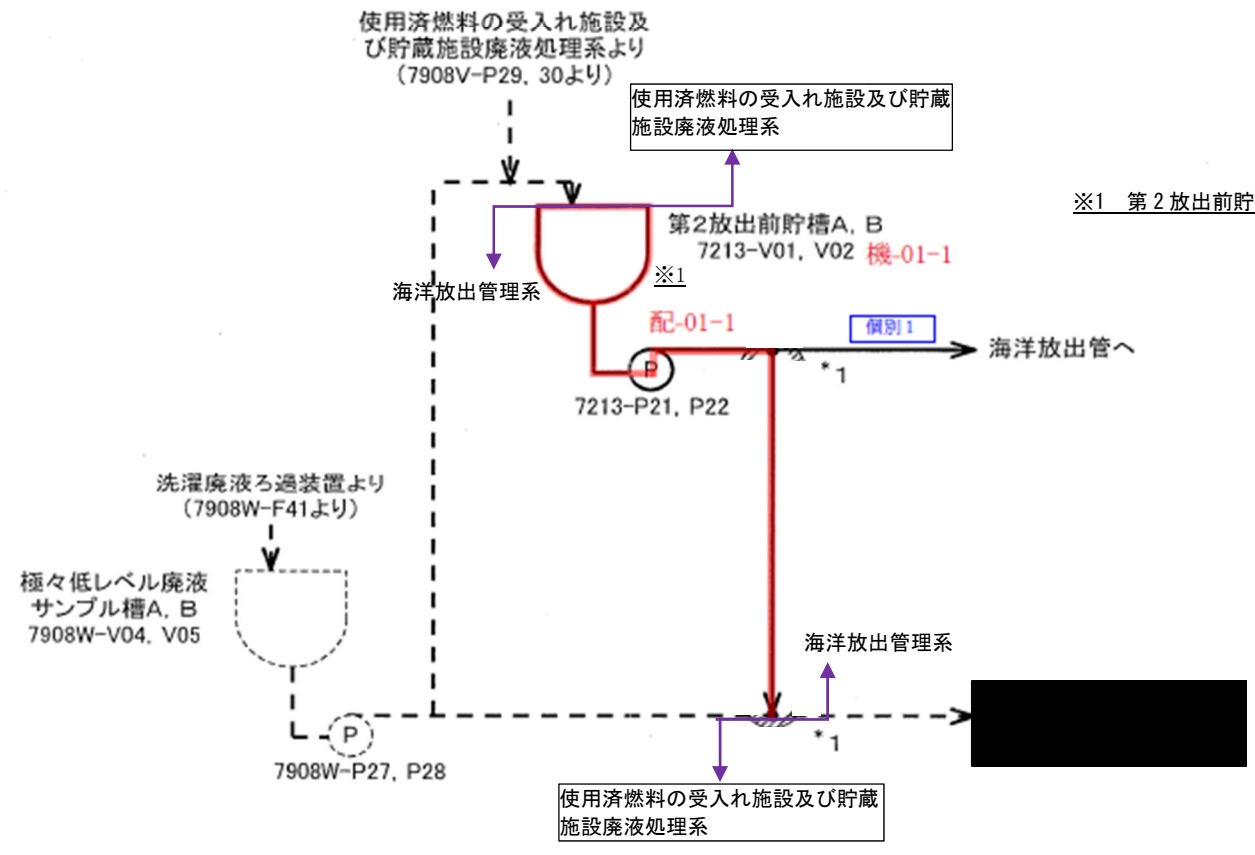 使用済燃料の受入れ施設及
び貯蔵施設廃液処理系より
(7908V-P29, 30より)
使用済燃料の受入れ施設及び貯蔵
施設廃液処理系
※1 第2放出前貯
第2放出前貯槽A, B
7213-V01, V02 機-01-1
※1
海洋放出管理系
配-01-1
個別1
海洋放出管へ
P
*1
7213-P21, P22
洗濯廃液ろ過装置より
(7908W-F41より)
極々低レベル廃液
サンプル槽A, B
7908W-V04, V05
海洋放出管理系
P
*1
7908W-P27, P28
使用済燃料の受入れ施設及び貯蔵
施設廃液処理系